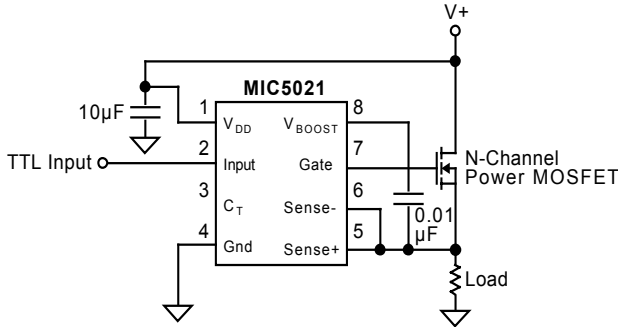 V+
MIC5021
10µF
1
8
V_DD
V_BOOST
2
7
N-Channel
Power MOSFET
TTL Input
Input
Gate
3
6
C_T
Sense-
0.01
µF
4
5
Gnd
Sense+
Load